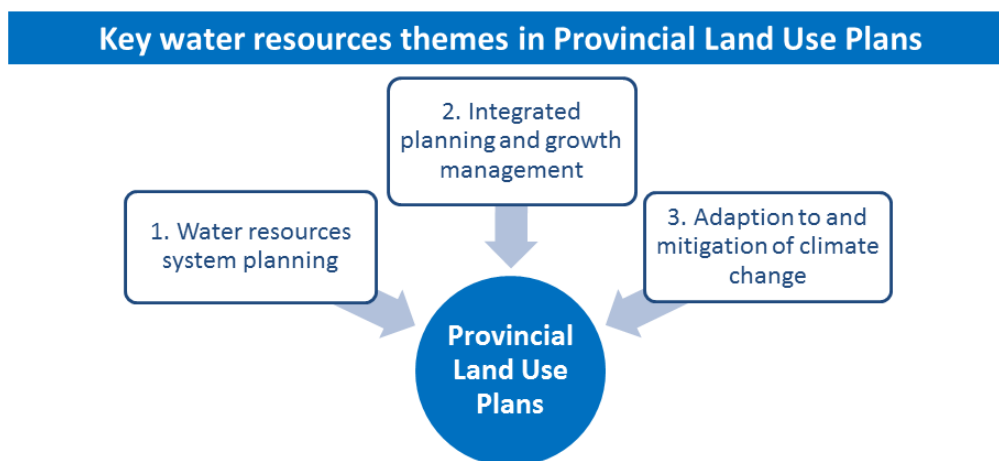 Key water resources themes in Provincial Land Use Plans
2. Integrated
planning and growth
management
1. Water resources
system planning
3. Adaption to and
mitigation of climate
change
Provincial
Land Use
Plans